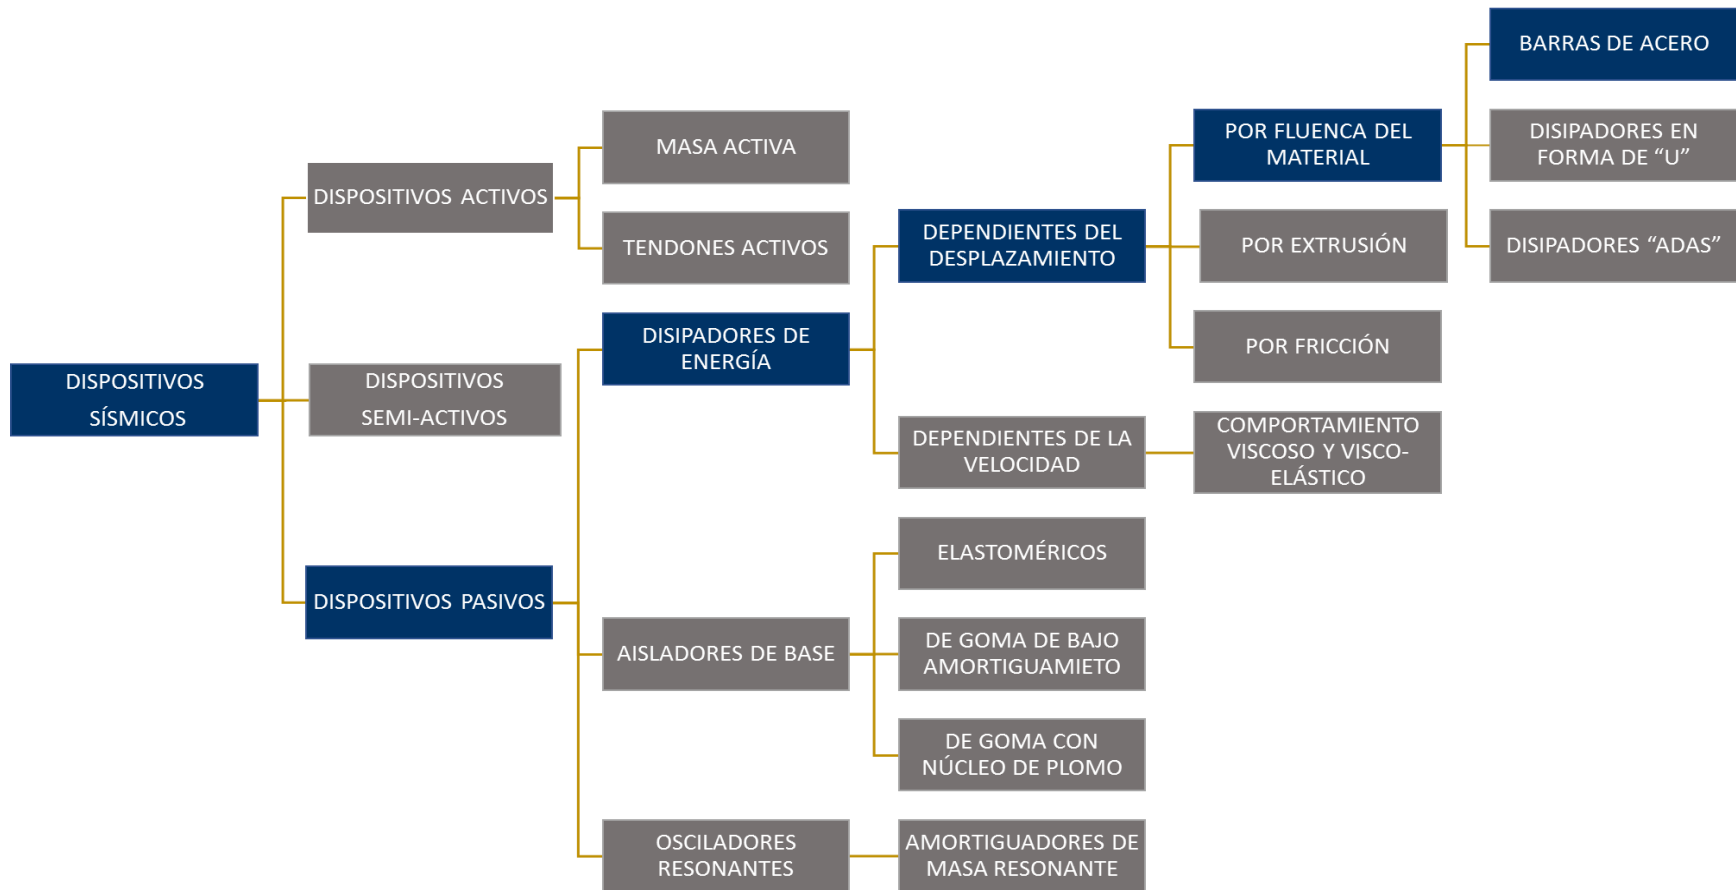 DISPOSITIVOS
SÍSMICOS
DISPOSITIVOS ACTIVOS
MASA ACTIVA
TENDONES ACTIVOS
DISPOSITIVOS
SEMI-ACTIVOS
DISPOSITIVOS PASIVOS
DISIPADORES DE
ENERGÍA
DEPENDIENTES DEL
DESPLAZAMIENTO
POR FLUENCA DEL
MATERIAL
BARRAS DE ACERO
DISIPADORES EN
FORMA DE “U”
DISIPADORES “ADAS”
POR EXTRUSIÓN
POR FRICCIÓN
DEPENDIENTES DE LA
VELOCIDAD
COMPORTAMIENTO
VISCOSO Y VISCO-
ELÁSTICO
AISLADORES DE BASE
ELASTOMÉRICOS
DE GOMA DE BAJO
AMORTIGUAMIETO
DE GOMA CON
NÚCLEO DE PLOMO
OSCILADORES
RESONANTES
AMORTIGUADORES DE
MASA RESONANTE